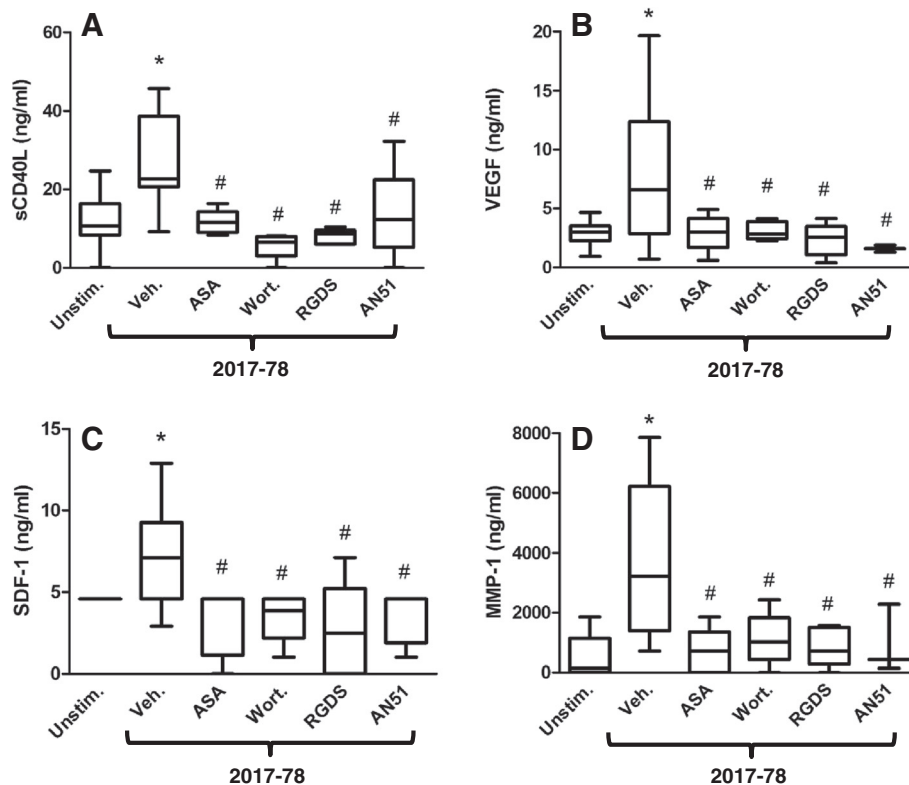 A
sCD40L (ng/ml)
60
40
20
0
*
#
#
#
#
Unstim.
Veh.
ASA
Wort.
RGDS
AN51
2017-78
B
VEGF (ng/ml)
20
15
10
5
0
*
#
#
#
#
Unstim.
Veh.
ASA
Wort.
RGDS
AN51
2017-78
C
SDF-1 (ng/ml)
15
10
5
0
*
#
#
#
#
Unstim.
Veh.
ASA
Wort.
RGDS
AN51
2017-78
D
MMP-1 (ng/ml)
8000
6000
4000
2000
0
*
#
#
#
#
Unstim.
Veh.
ASA
Wort.
RGDS
AN51
2017-78